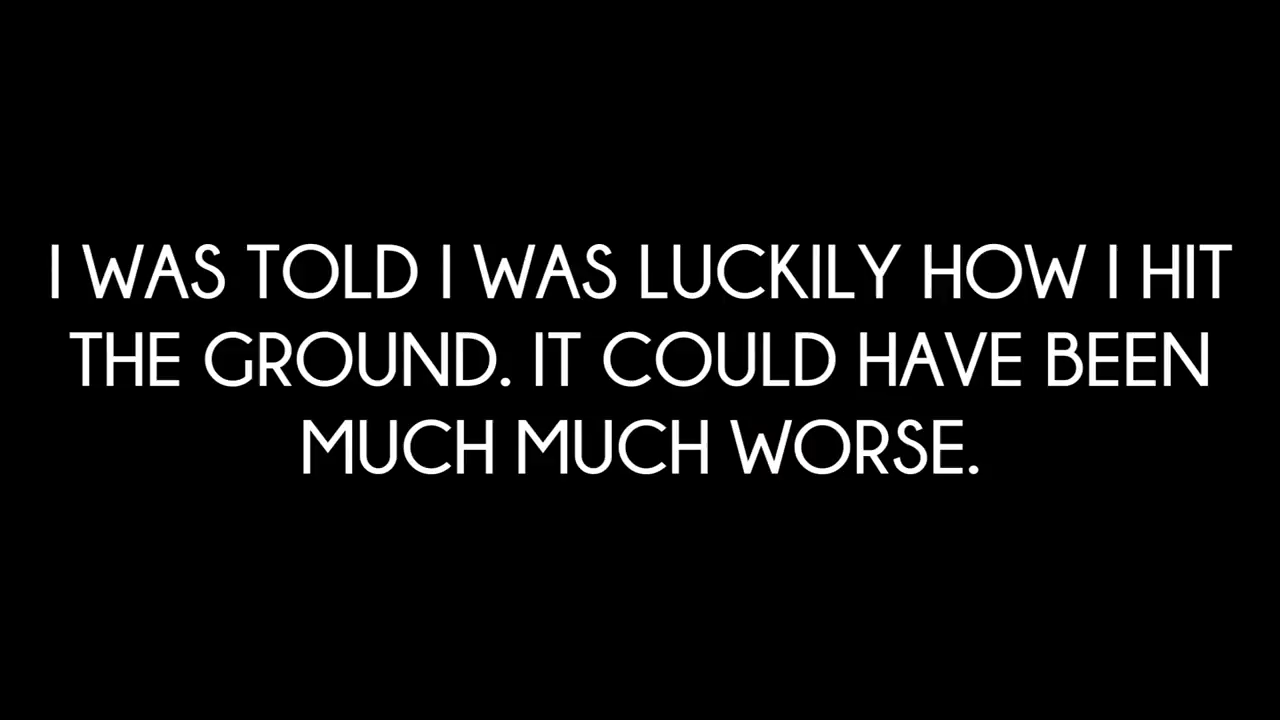 I WAS TOLD I WAS LUCKILY HOW I HIT
THE GROUND. IT COULD HAVE BEEN
MUCH MUCH WORSE.